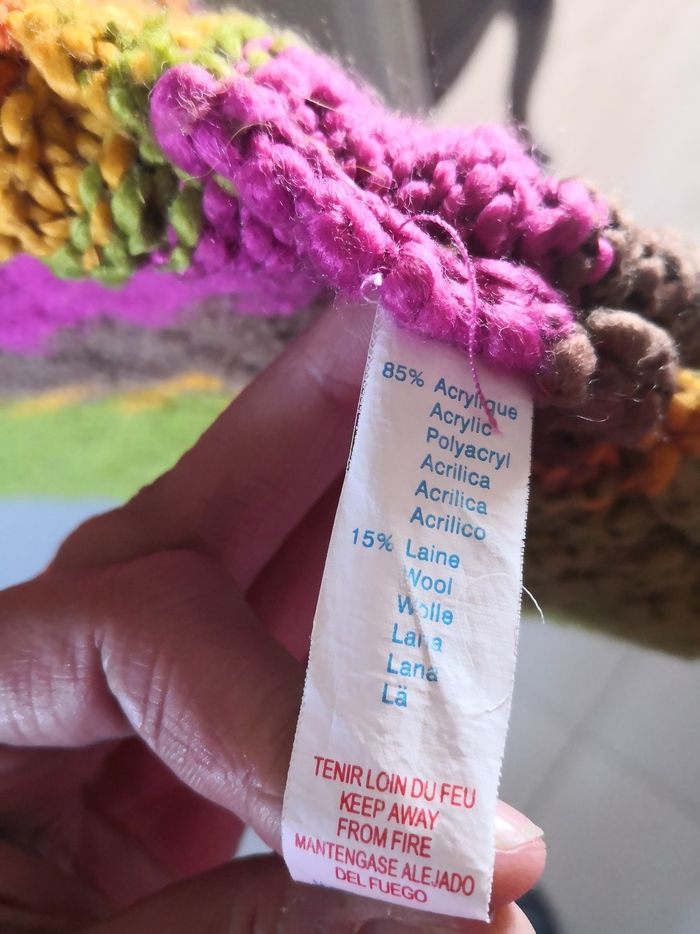 85% Acrylique
Acrylic
Polyacryl
Acrilica
Acrilica
Acrilico
15% Laine
Wool
Wolle
Lana
Lana
Lä
TENIR LOIN DU FEU
KEEP AWAY
FROM FIRE
MANTENGASE ALEJADO
DEL FUEGO